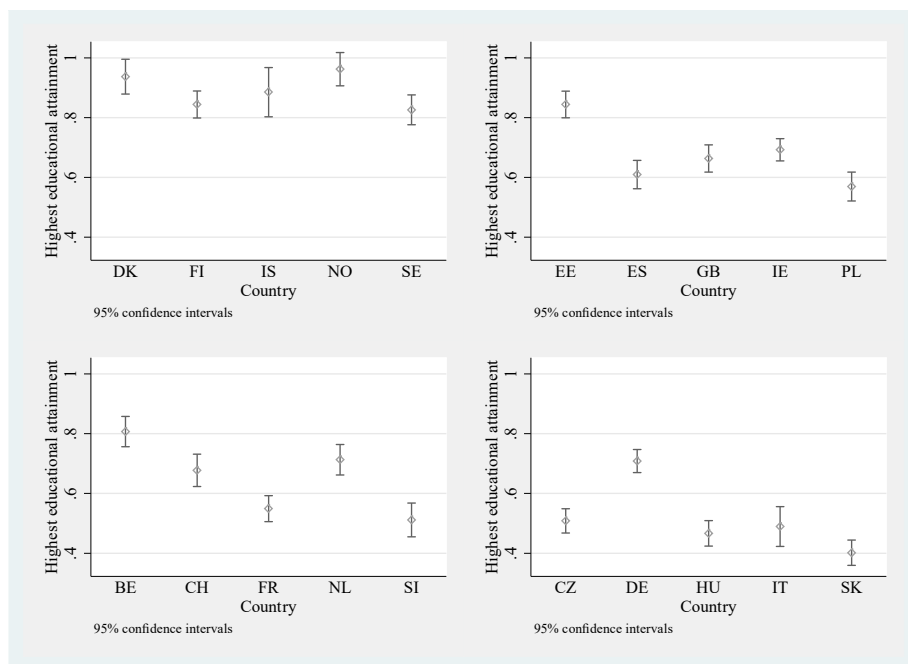 Highest educational attainment
1
.8
.6
.4
DK FI IS NO SE
Country
95% confidence intervals
Highest educational attainment
1
.8
.6
.4
EE ES GB IE PL
Country
95% confidence intervals
Highest educational attainment
1
.8
.6
.4
BE CH FR NL SI
Country
95% confidence intervals
Highest educational attainment
1
.8
.6
.4
CZ DE HU IT SK
Country
95% confidence intervals